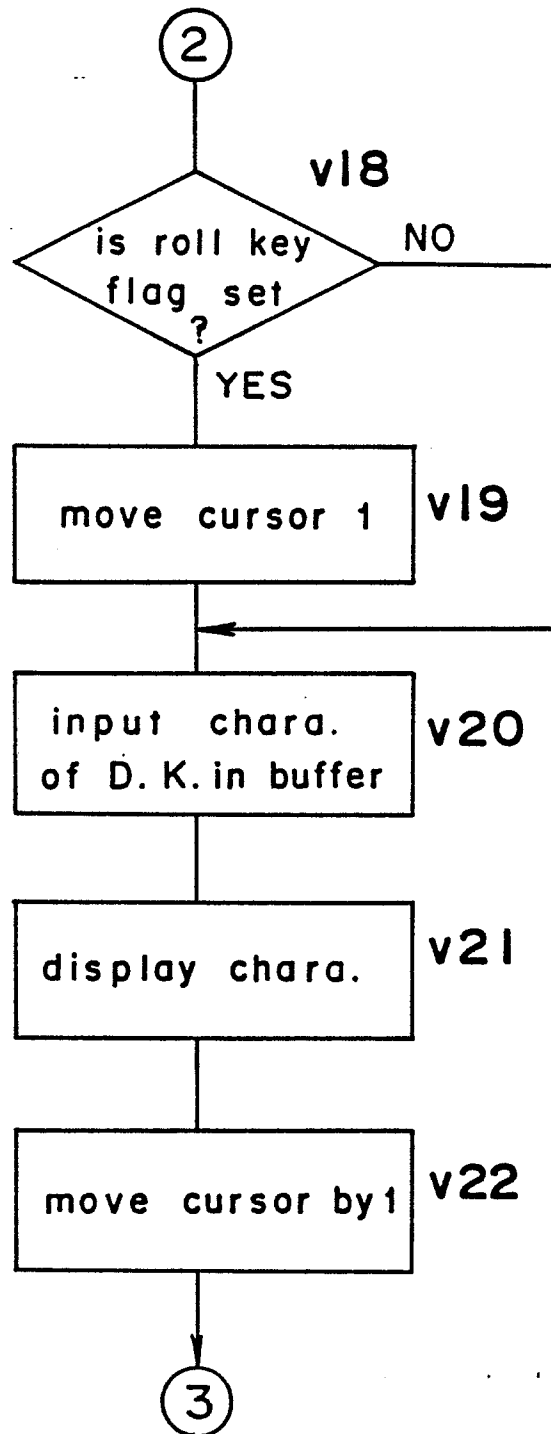 2
v18
is roll key
flag set
?
NO
YES
move cursor 1
v19
input chara.
of D. K. in buffer
v20
display chara.
v21
move cursor by 1
v22
3